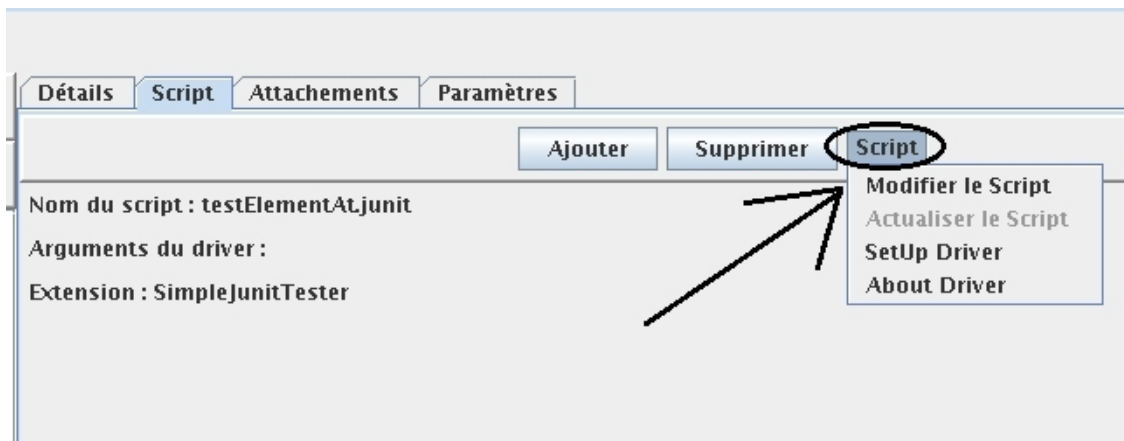 Détails Script Attachements Paramètres
Ajouter Supprimer Script
Modifier le Script
Actualiser le Script
SetUp Driver
About Driver
Nom du script : testElementAt.junit
Arguments du driver :
Extension : SimpleJunitTester